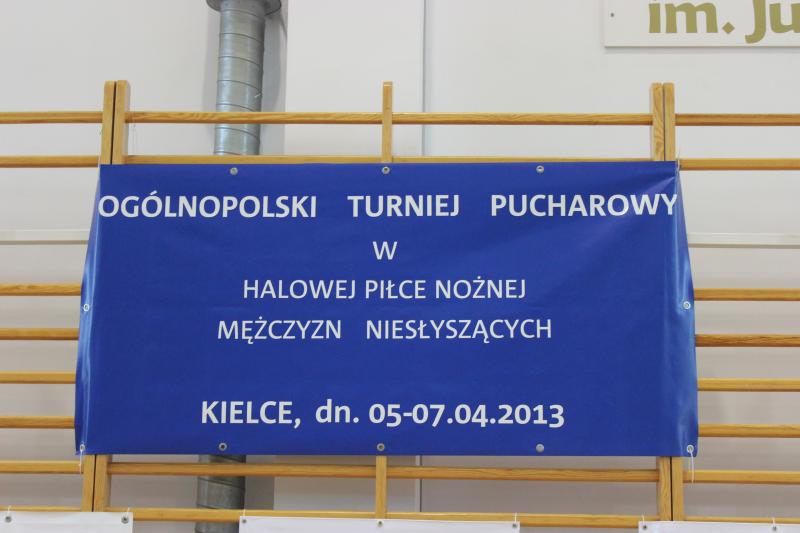 im. Ju
OGÓLNOPOLSKI TURNIEJ PUCHAROWY
W
HALOWEJ PIŁCE NOŻNEJ
MĘŻCZYZN NIESŁYSZĄCYCH
KIELCE, dn. 05-07.04.2013